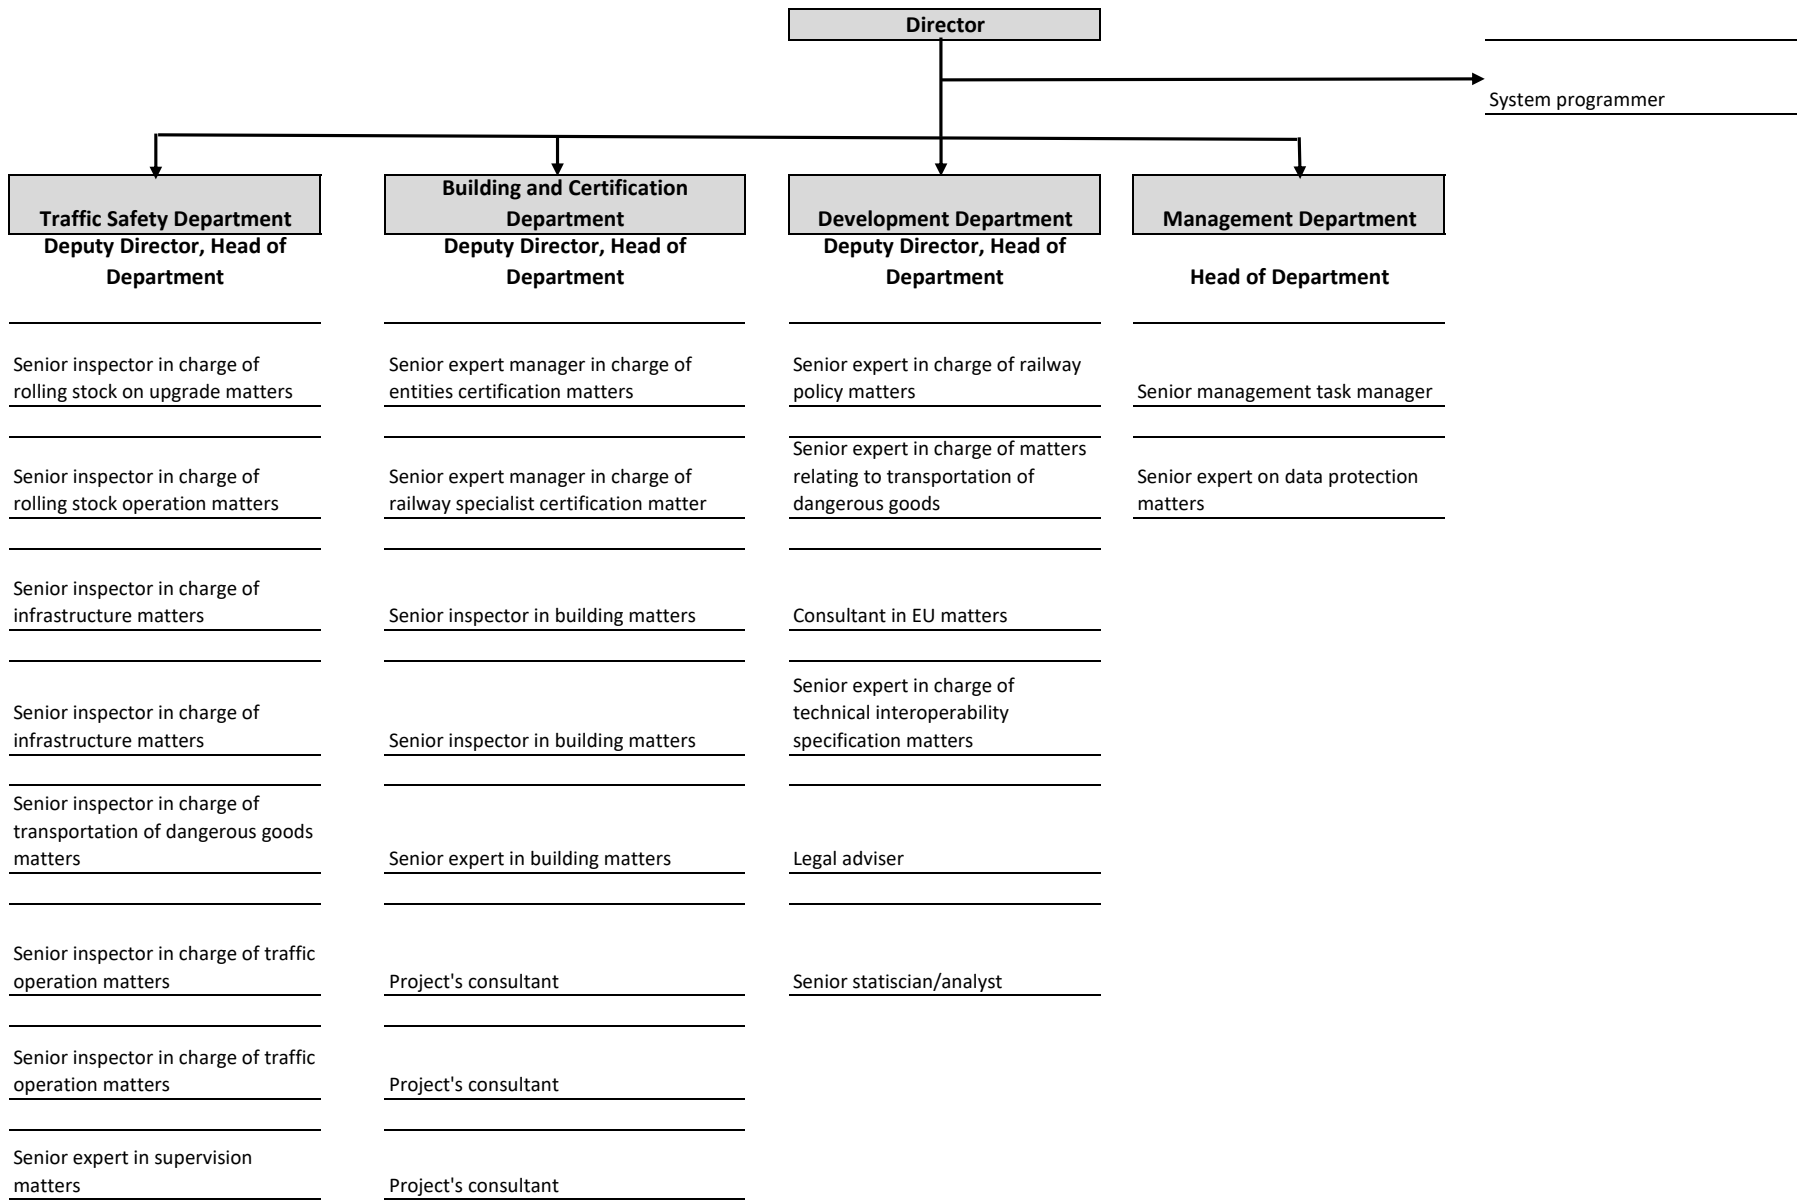 Director
System programmer
Traffic Safety Department
Deputy Director, Head of
Department
Senior inspector in charge of
rolling stock on upgrade matters
Senior inspector in charge of
rolling stock operation matters
Senior inspector in charge of
infrastructure matters
Senior inspector in charge of
infrastructure matters
Senior inspector in charge of
transportation of dangerous goods
matters
Senior inspector in charge of traffic
operation matters
Senior inspector in charge of traffic
operation matters
Senior expert in supervision
matters
Building and Certification
Department
Deputy Director, Head of
Department
Senior expert manager in charge of
entities certification matters
Senior expert manager in charge of
railway specialist certification matter
Senior inspector in building matters
Senior inspector in building matters
Senior expert in building matters
Project's consultant
Project's consultant
Project's consultant
Development Department
Deputy Director, Head of
Department
Senior expert in charge of railway
policy matters
Senior expert in charge of matters
relating to transportation of
dangerous goods
Consultant in EU matters
Senior expert in charge of
technical interoperability
specification matters
Legal adviser
Senior statiscian/analyst
Management Department
Head of Department
Senior management task manager
Senior expert on data protection
matters